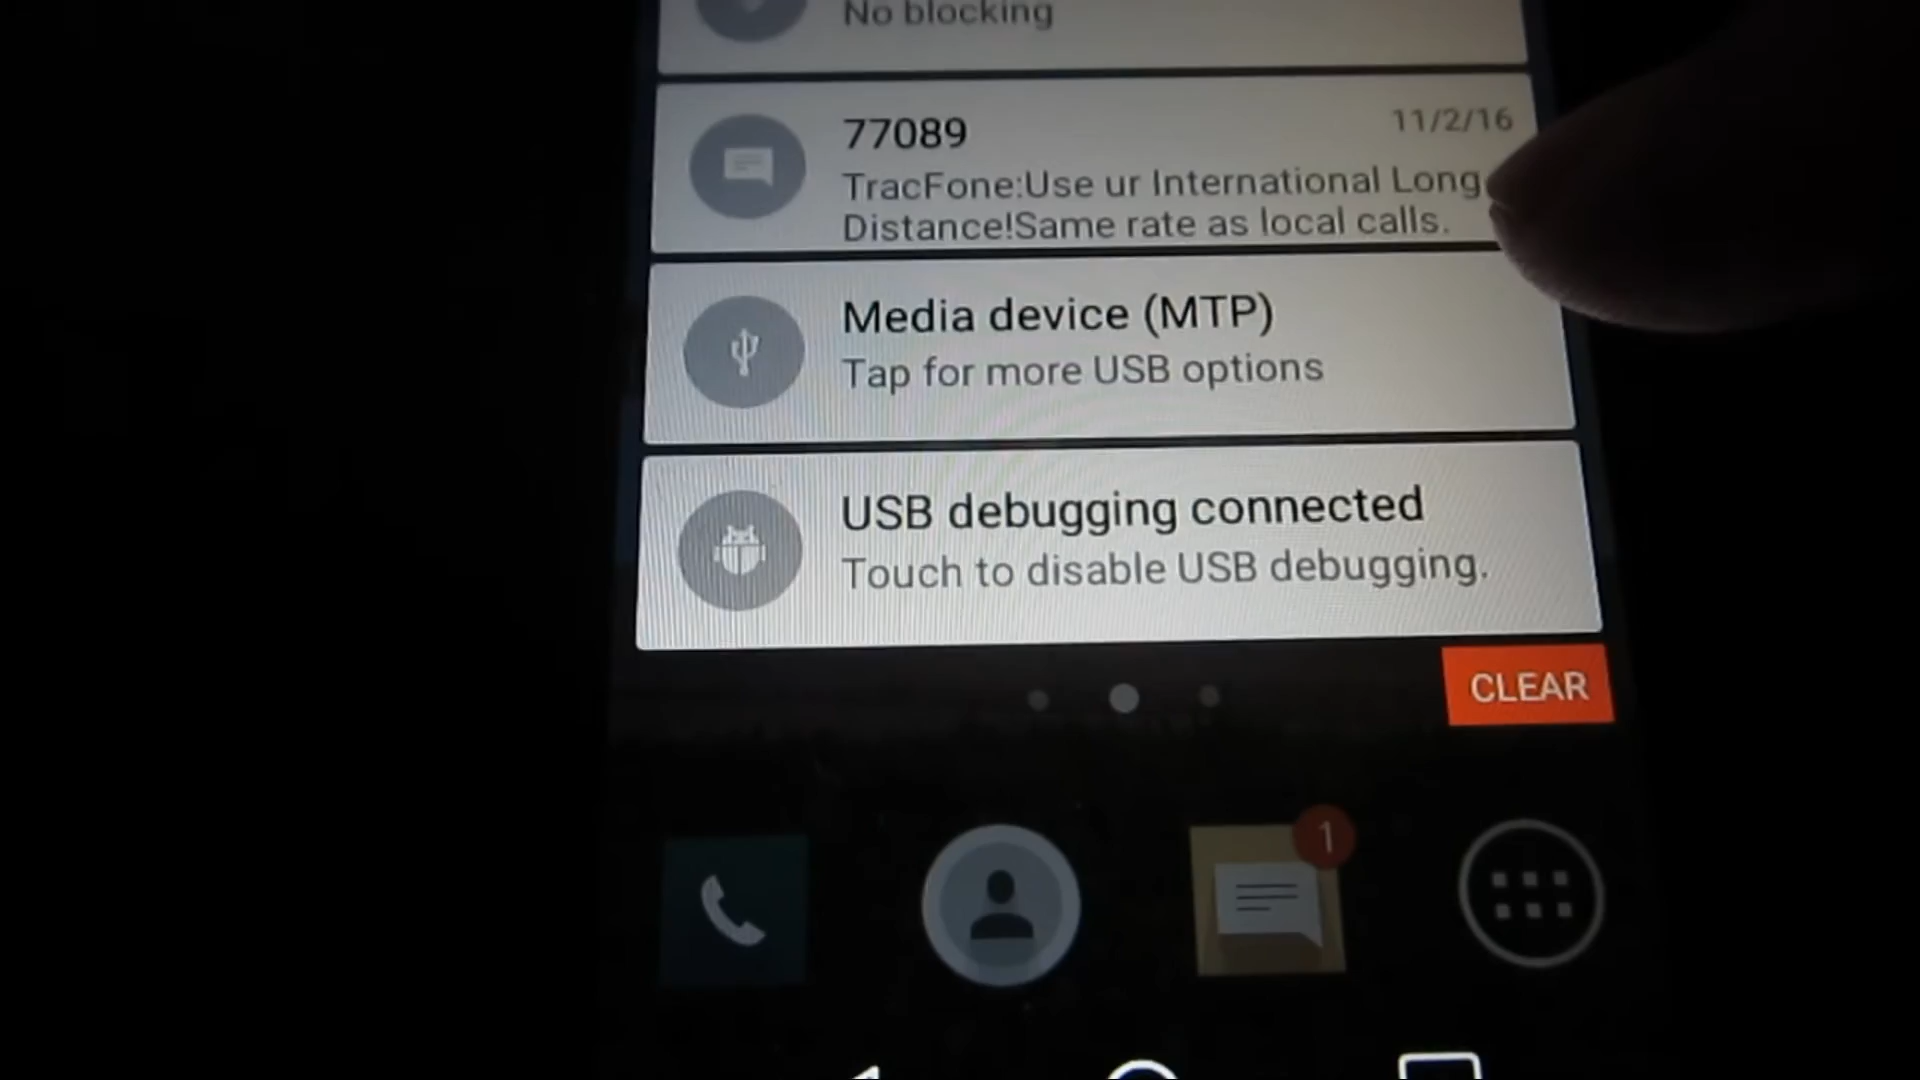 No blocking
77089
11/2/16
TracFone:Use ur International Long
Distance!Same rate as local calls.
Media device (MTP)
Tap for more USB options
USB debugging connected
Touch to disable USB debugging.
CLEAR
1